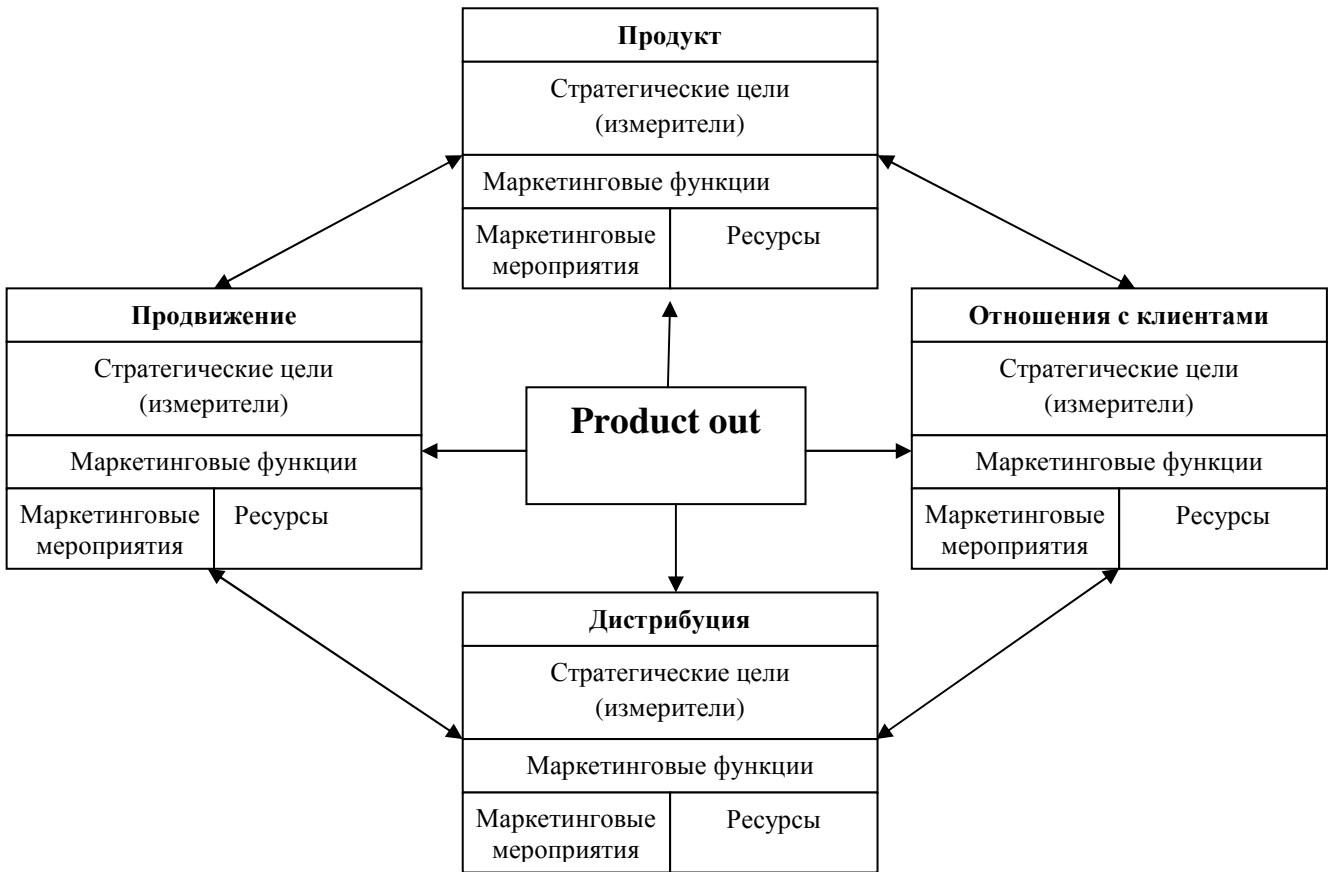 Продукт
Стратегические цели
(измерители)
Маркетинговые функции
Маркетинговые
мероприятия
Ресурсы
Продвижение
Стратегические цели
(измерители)
Маркетинговые функции
Маркетинговые
мероприятия
Ресурсы
Product out
Отношения с клиентами
Стратегические цели
(измерители)
Маркетинговые функции
Маркетинговые
мероприятия
Ресурсы
Дистрибуция
Стратегические цели
(измерители)
Маркетинговые функции
Маркетинговые
мероприятия
Ресурсы